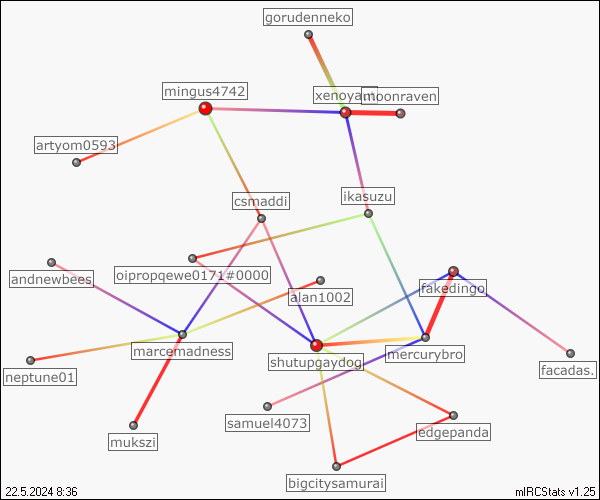 gorudenneko
mingus4742
moonraven
artyom0593
csmaddi
ikasuzu
andnewbees
oipropqewe0171#0000
fakedingo
alan1002
marcemadness
mercurybro
shutupgaydog
neptune01
facadas.
samuel4073
edgepanda
mukszi
bigcitysamurai
22.5.2024 8:36
mIRCStats v1.25